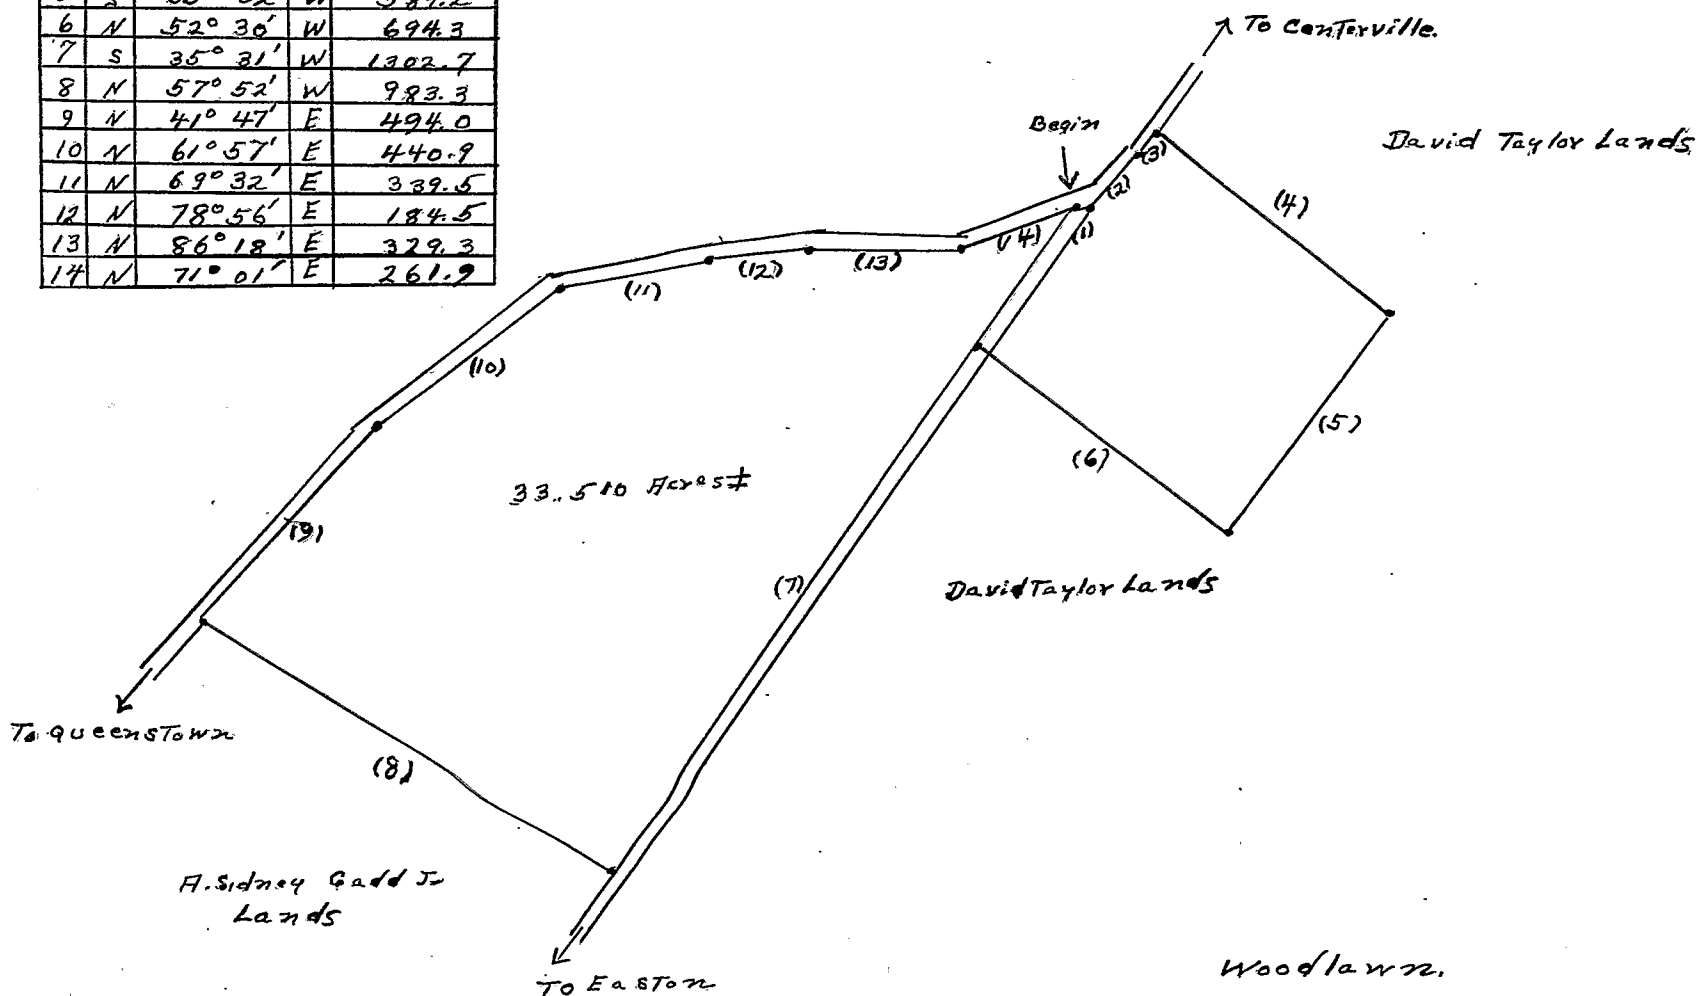 6 N 52° 30' W 694.3
7 S 35° 31' W 1302.7
8 N 57° 52' W 983.3
9 N 41° 47' E 494.0
10 N 61° 57' E 440.9
11 N 69° 32' E 339.5
12 N 78° 56' E 184.5
13 N 86° 18' E 329.3
14 N 71° 01' E 261.9
To Centerville.
Begin
David Taylor Lands
(3)
(2)
(4)
(1)
(14)
(13)
(12)
(11)
(10)
(5)
(6)
33.510 Acres±
(9)
(7)
David Taylor Lands
To Queenstown
(8)
A. Sidney Gadd Jr
Lands
To Easton
Woodlawn.